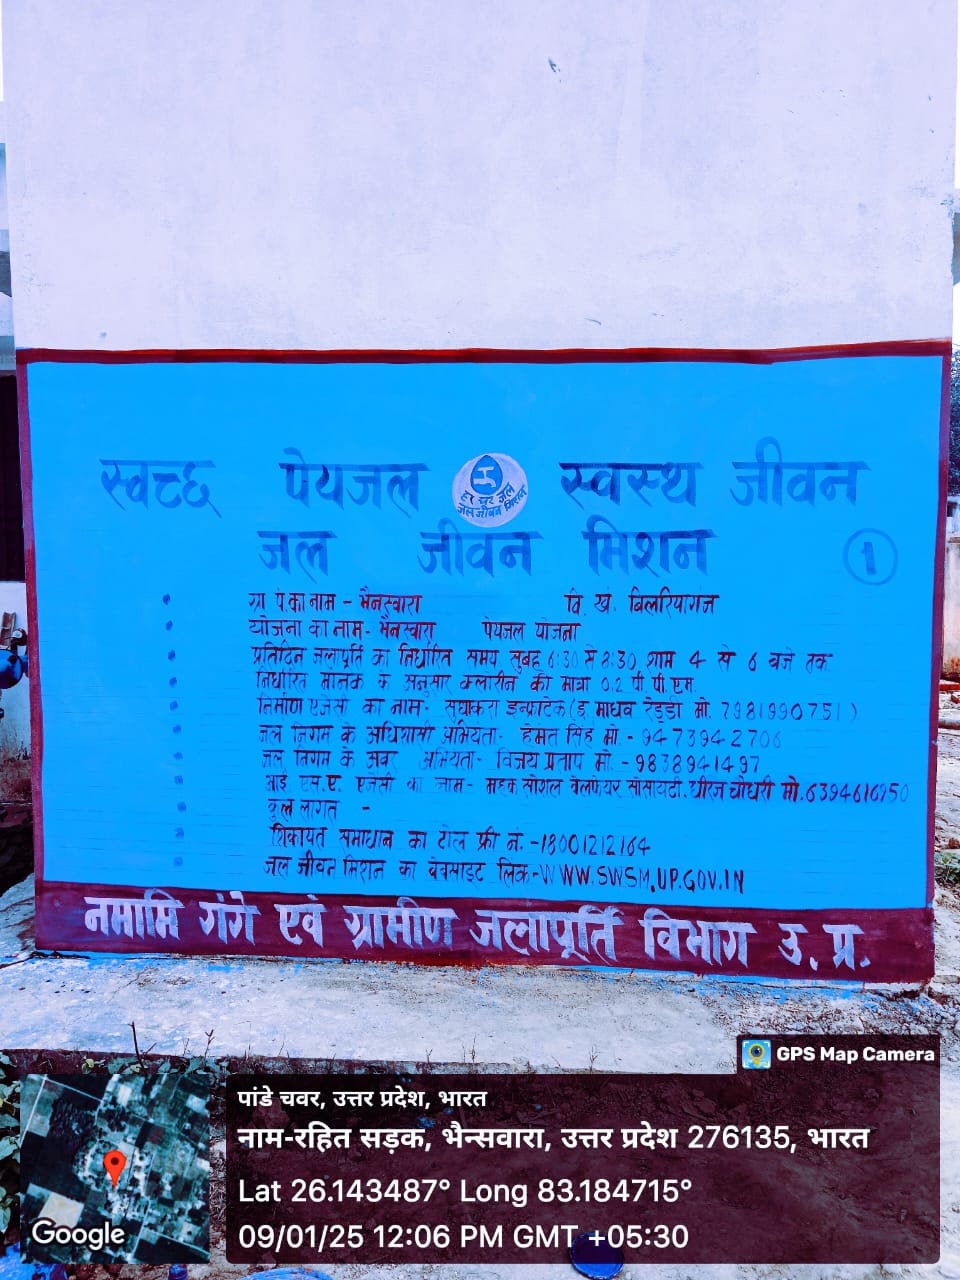 स्वच्छ पेयजल स्वस्थ जीवन
हर घर जल
जल जीवन मिशन
जल जीवन मिशन 1
ग्रा. पं. का नाम - भैनस्वारा वि. खं. बिलरियागंज
योजना का नाम- भैनस्वारा पेयजल योजना
प्रतिदिन जलापूर्ति का निर्धारित समय सुबह 6:30 से 8:30 शाम 4 से 6 बजे तक
निर्धारित मानक के अनुसार क्लारीन की मात्रा 0.2 पी. पी. एम.
निर्माण एजेंसी का नाम- सुधाकरा इन्फ्राटेक (इ माधव रेड्डी मो. 7981990751)
जल निगम के अधिशासी अभियंता- हेमंत सिंह मो. - 9473942706
जल निगम के अवर अभियंता- विजय प्रताप मो. - 9838941497
आई. एस.ए. एजेंसी का नाम- महक सोशल वेलफेयर सोसायटी, धीरज चौधरी मो. 6394616250
कुल लागत -
शिकायत समाधान का टोल फ्री नं. -18001212164
जल जीवन मिशन का वेबसाइट लिंक-WWW.SWSM.UP.GOV.IN
नमामि गंगे एवं ग्रामीण जलापूर्ति विभाग उ. प्र.
GPS Map Camera
पांडे चवर, उत्तर प्रदेश, भारत
नाम-रहित सड़क, भैन्सवारा, उत्तर प्रदेश 276135, भारत
Lat 26.143487° Long 83.184715°
09/01/25 12:06 PM GMT +05:30
Google